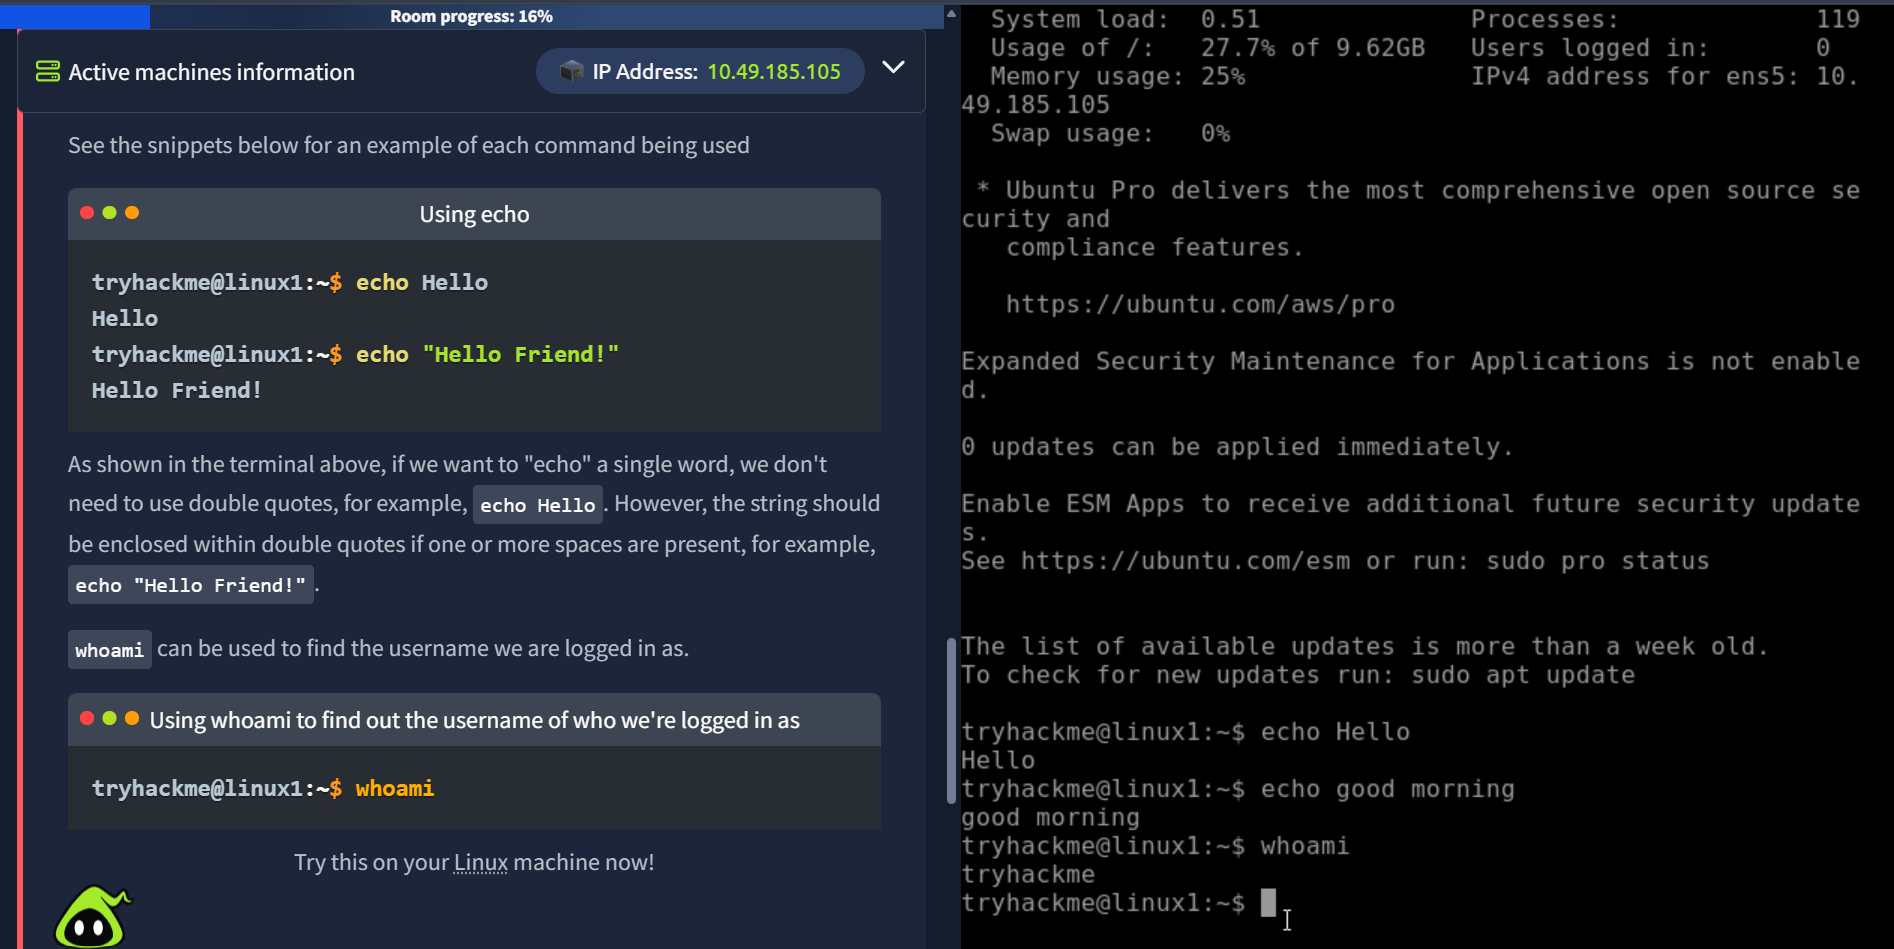 Room progress: 16%
Active machines information
IP Address: 10.49.185.105
See the snippets below for an example of each command being used
Using echo
tryhackme@linux1:~$ echo Hello
Hello
tryhackme@linux1:~$ echo "Hello Friend!"
Hello Friend!
As shown in the terminal above, if we want to "echo" a single word, we don't
need to use double quotes, for example, echo Hello. However, the string should
be enclosed within double quotes if one or more spaces are present, for example,
echo "Hello Friend!".
whoami can be used to find the username we are logged in as.
Using whoami to find out the username of who we're logged in as
tryhackme@linux1:~$ whoami
Try this on your Linux machine now!
System load: 0.51 Processes: 119
Usage of /: 27.7% of 9.62GB Users logged in: 0
Memory usage: 25% IPv4 address for ens5: 10.
49.185.105
Swap usage: 0%
* Ubuntu Pro delivers the most comprehensive open source se
curity and
compliance features.
https://ubuntu.com/aws/pro
Expanded Security Maintenance for Applications is not enable
d.
0 updates can be applied immediately.
Enable ESM Apps to receive additional future security update
s.
See https://ubuntu.com/esm or run: sudo pro status
The list of available updates is more than a week old.
To check for new updates run: sudo apt update
tryhackme@linux1:~$ echo Hello
Hello
tryhackme@linux1:~$ echo good morning
good morning
tryhackme@linux1:~$ whoami
tryhackme
tryhackme@linux1:~$